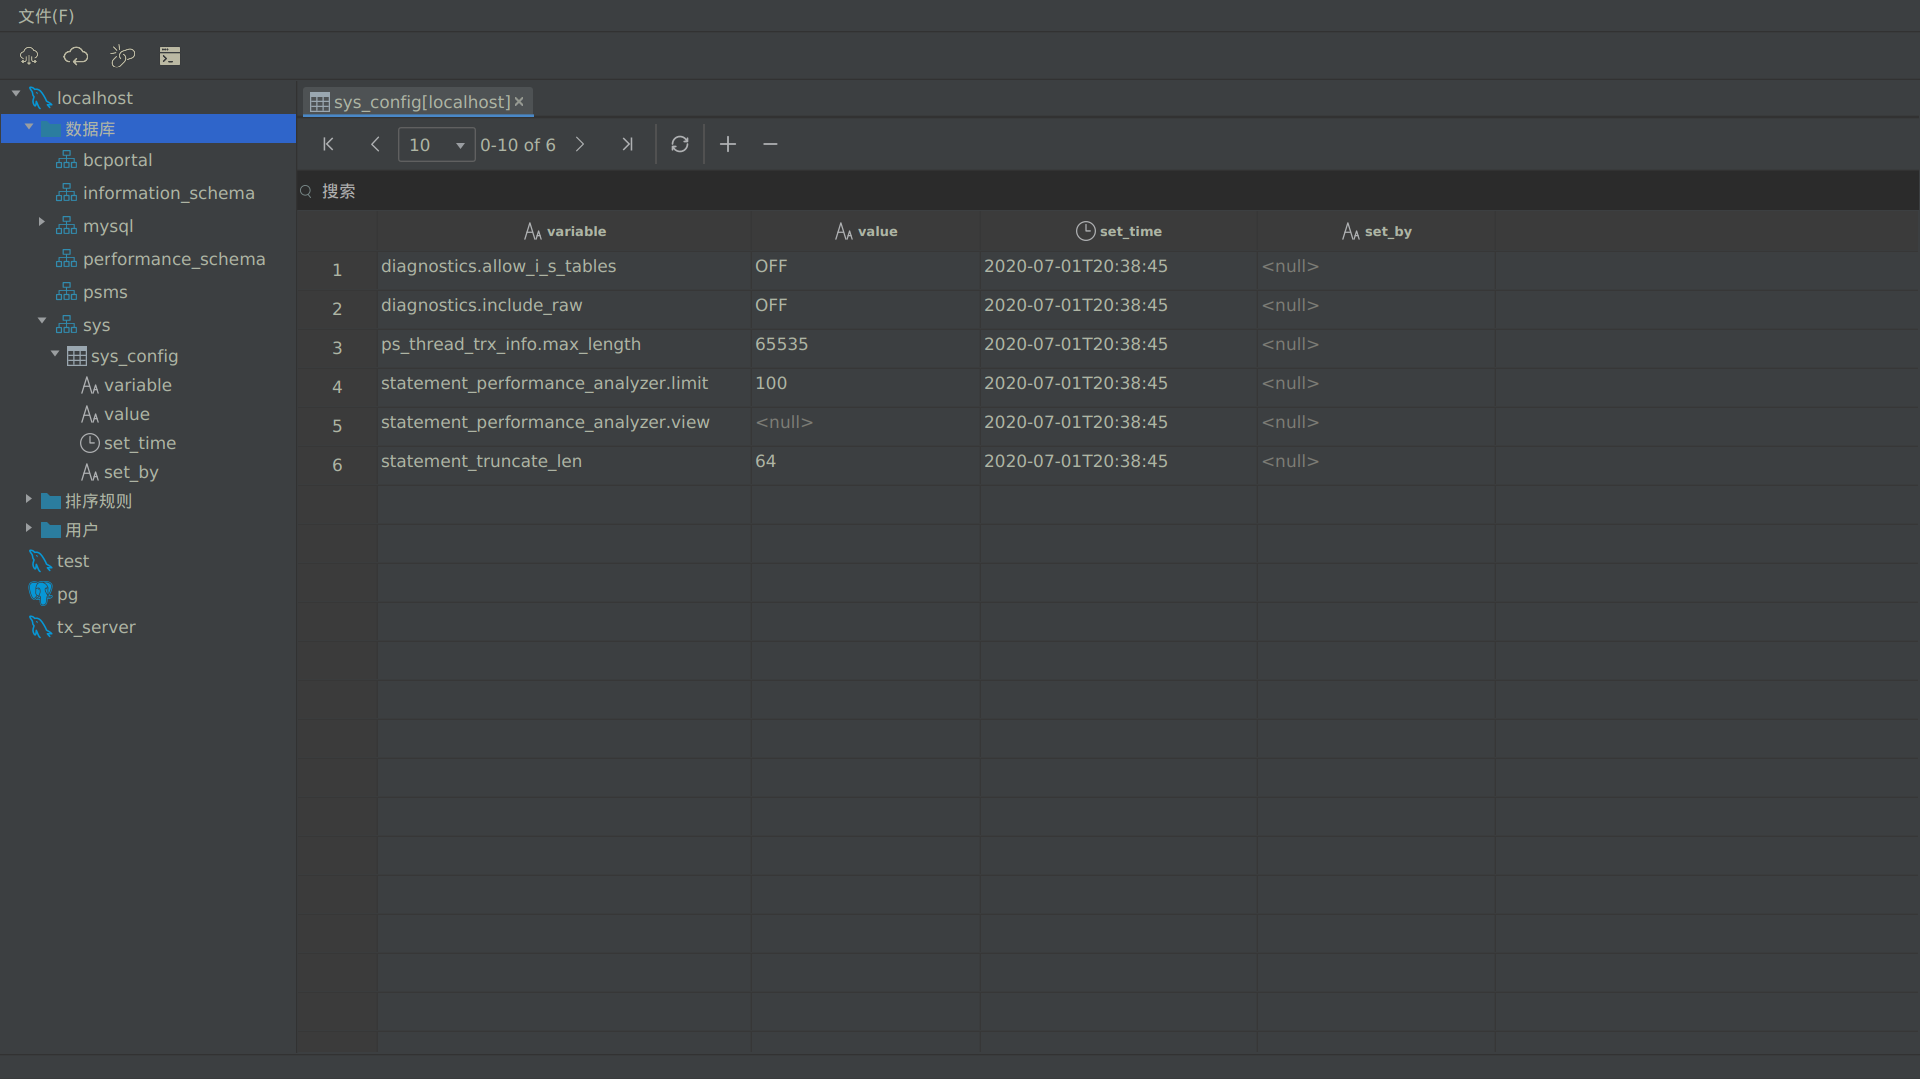 文件(F)
localhost
数据库
bcportal
information_schema
mysql
performance_schema
psms
sys
sys_config
variable
value
set_time
set_by
排序规则
用户
test
pg
tx_server
sys_config[localhost]
10 0-10 of 6
搜索
variable value set_time set_by
1 diagnostics.allow_i_s_tables OFF 2020-07-01T20:38:45 <null>
2 diagnostics.include_raw OFF 2020-07-01T20:38:45 <null>
3 ps_thread_trx_info.max_length 65535 2020-07-01T20:38:45 <null>
4 statement_performance_analyzer.limit 100 2020-07-01T20:38:45 <null>
5 statement_performance_analyzer.view <null> 2020-07-01T20:38:45 <null>
6 statement_truncate_len 64 2020-07-01T20:38:45 <null>